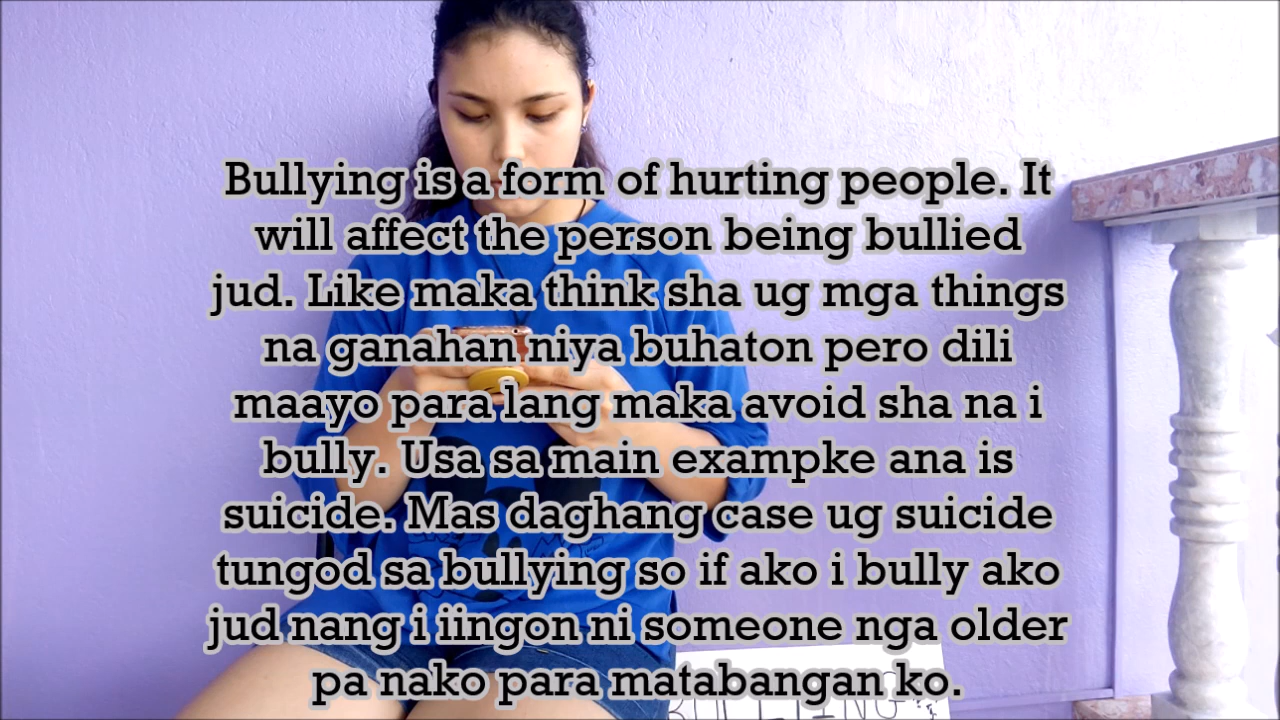 Bullying is a form of hurting people. It
will affect the person being bullied
jud. Like maka think sha ug mga things
na ganahan niya buhaton pero dili
maayo para lang maka avoid sha na i
bully. Usa sa main exampke ana is
suicide. Mas daghang case ug suicide
tungod sa bullying so if ako i bully ako
jud nang i iingon ni someone nga older
pa nako para matabangan ko.